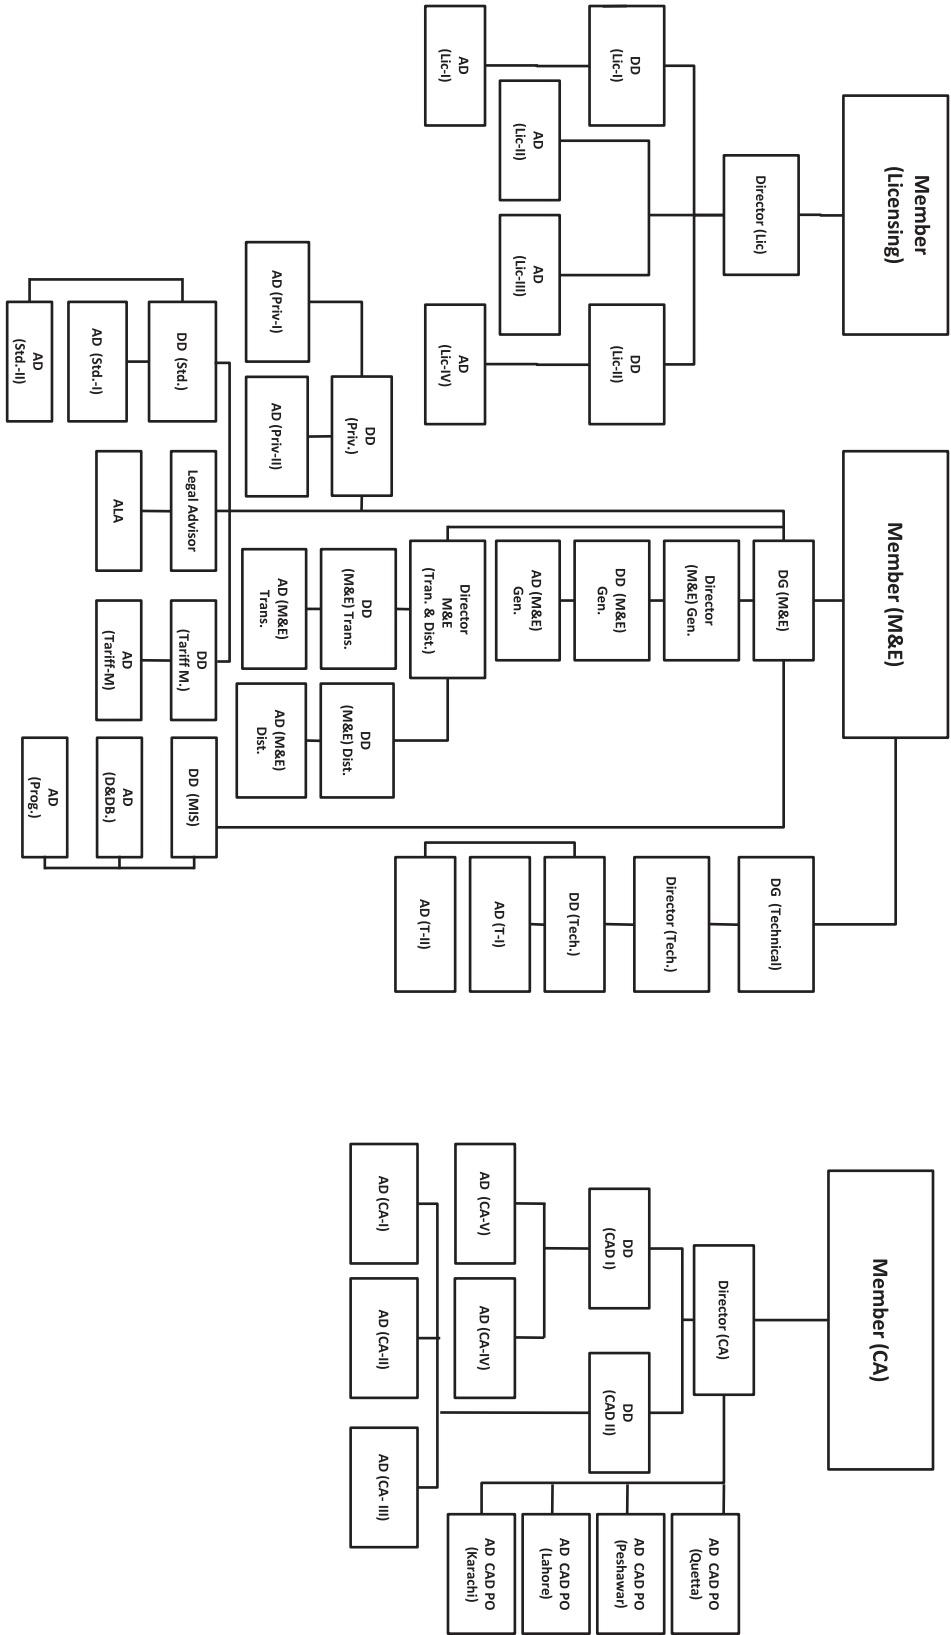 Member
(Licensing)
Director (Lic)
DD
(Lic-I)
DD
(Lic-II)
AD
(Lic-I)
AD
(Lic-II)
AD
(Lic-III)
AD
(Lic-IV)
Member (M&E)
DG (M&E)
Director
(M&E) Gen.
DD (M&E)
Gen.
AD (M&E)
Gen.
Director
M&E
(Tran. & Dist.)
DD
(M&E) Trans.
AD (M&E)
Trans.
DD
(M&E) Dist.
AD (M&E)
Dist.
DD
(Priv.)
AD (Priv-I)
AD (Priv-II)
DD (Std.)
AD (Std.-I)
AD
(Std.-II)
Legal Advisor
ALA
DD
(Tariff M.)
AD
(Tariff-M)
DD (MIS)
AD
(D&DB.)
AD
(Prog.)
DG (Technical)
Director (Tech.)
DD (Tech.)
AD (T-I)
AD (T-II)
Member (CA)
Director (CA)
DD
(CAD I)
DD
(CAD II)
AD (CA-V)
AD (CA-IV)
AD (CA-I)
AD (CA-II)
AD (CA- III)
AD CAD PO
(Quetta)
AD CAD PO
(Peshawar)
AD CAD PO
(Lahore)
AD CAD PO
(Karachi)